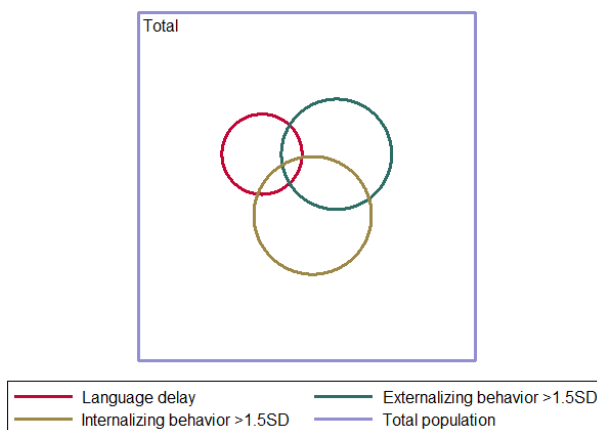 Total
Language delay
Externalizing behavior >1.5SD
Internalizing behavior >1.5SD
Total population